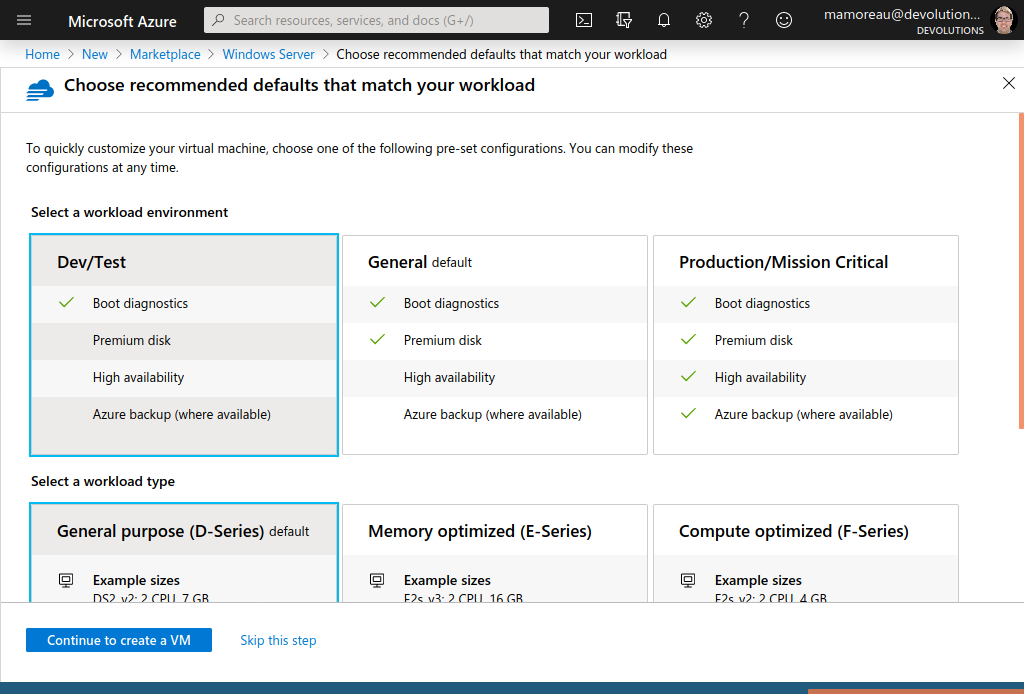 Microsoft Azure
Search resources, services, and docs (G+/)
mamoreau@devolution...
DEVOLUTIONS
Home > New > Marketplace > Windows Server > Choose recommended defaults that match your workload
Choose recommended defaults that match your workload
To quickly customize your virtual machine, choose one of the following pre-set configurations. You can modify these
configurations at any time.
Select a workload environment
Dev/Test
Boot diagnostics
Premium disk
High availability
Azure backup (where available)
General default
Boot diagnostics
Premium disk
High availability
Azure backup (where available)
Production/Mission Critical
Boot diagnostics
Premium disk
High availability
Azure backup (where available)
Select a workload type
General purpose (D-Series) default
Example sizes
DS2_v2: 2 CPU, 7 GB
Memory optimized (E-Series)
Example sizes
E2s_v3: 2 CPU, 16 GB
Compute optimized (F-Series)
Example sizes
F2s_v2: 2 CPU, 4 GB
Continue to create a VM
Skip this step